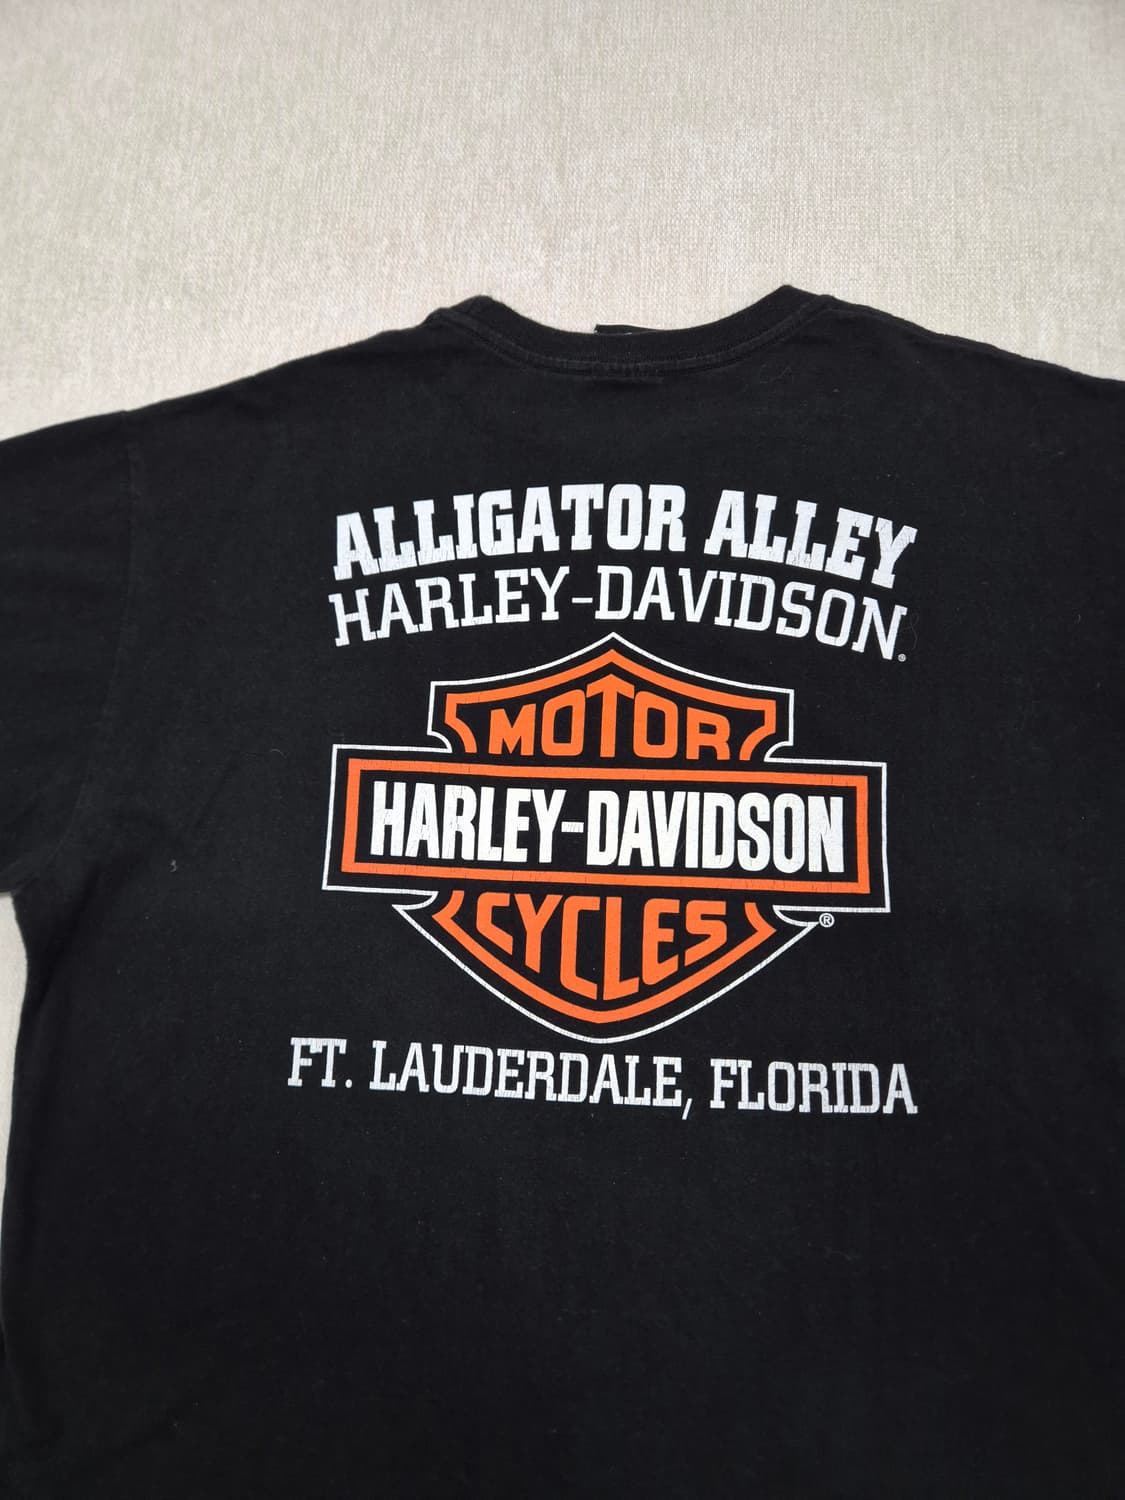 ALLIGATOR ALLEY
HARLEY-DAVIDSON®
MOTOR
HARLEY-DAVIDSON
CYCLES
®
FT. LAUDERDALE, FLORIDA